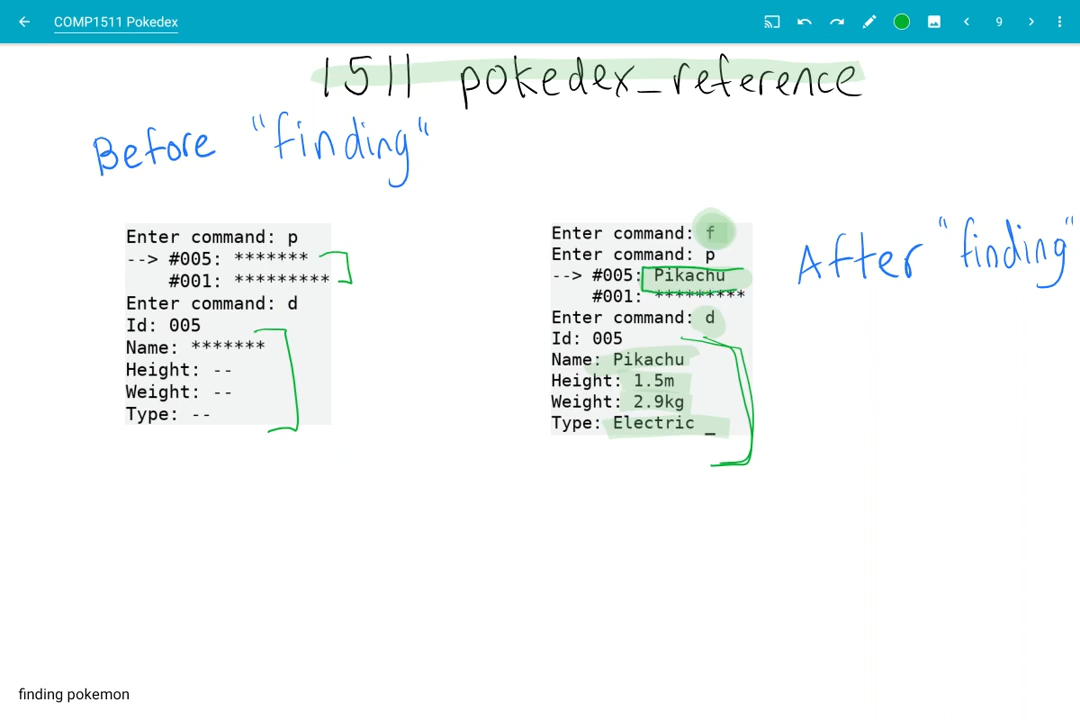 COMP1511 Pokedex
9
1511 pokedex_reference
Before "finding"
Enter command: p
--> #005: *******
#001: *********
Enter command: d
Id: 005
Name: *******
Height: --
Weight: --
Type: --
Enter command: f
Enter command: p
--> #005: Pikachu
#001: *********
Enter command: d
Id: 005
Name: Pikachu
Height: 1.5m
Weight: 2.9kg
Type: Electric _
After "finding"
finding pokemon